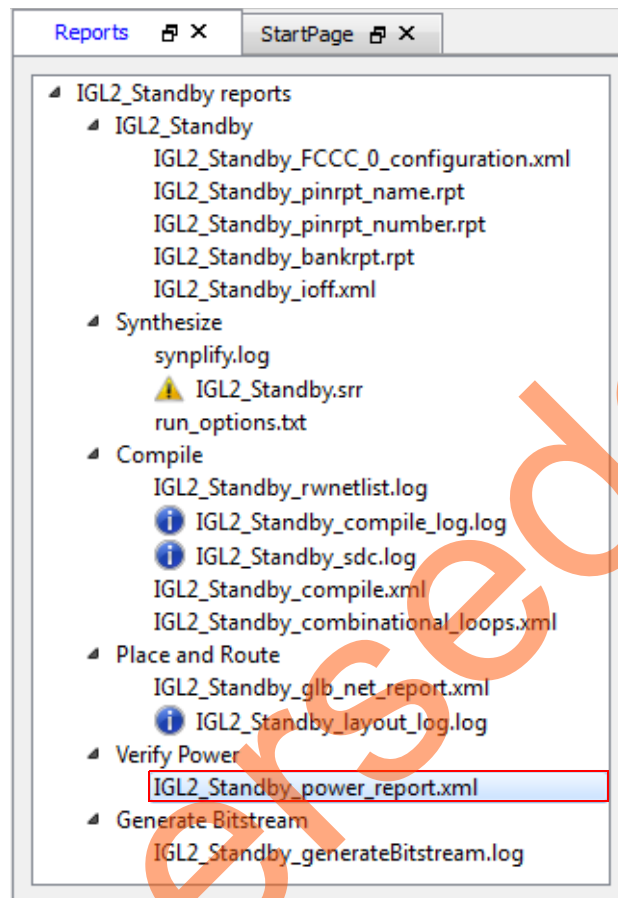 Reports StartPage
IGL2_Standby reports
IGL2_Standby
IGL2_Standby_FCCC_0_configuration.xml
IGL2_Standby_pinrpt_name.rpt
IGL2_Standby_pinrpt_number.rpt
IGL2_Standby_bankrpt.rpt
IGL2_Standby_ioff.xml
Synthesize
synplify.log
IGL2_Standby.srr
run_options.txt
Compile
IGL2_Standby_rwnetlist.log
IGL2_Standby_compile_log.log
IGL2_Standby_sdc.log
IGL2_Standby_compile.xml
IGL2_Standby_combinational_loops.xml
Place and Route
IGL2_Standby_glb_net_report.xml
IGL2_Standby_layout_log.log
Verify Power
IGL2_Standby_power_report.xml
Generate Bitstream
IGL2_Standby_generateBitstream.log